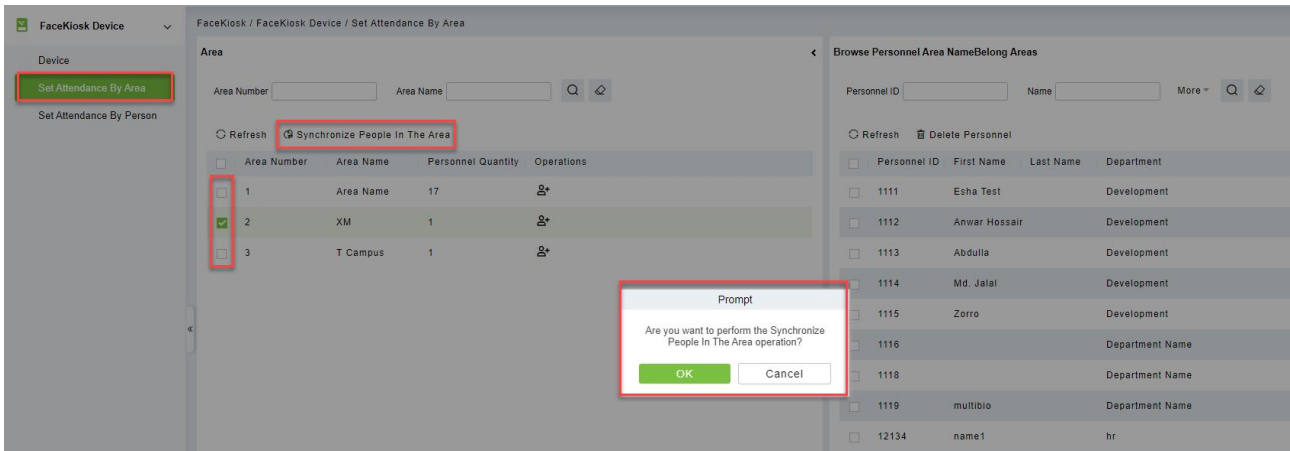 FaceKiosk Device
Device
Set Attendance By Area
Set Attendance By Person
FaceKiosk / FaceKiosk Device / Set Attendance By Area
Area
Area Number
Area Name
Refresh Synchronize People In The Area
Area Number Area Name Personnel Quantity Operations
1 Area Name 17
2 XM 1
3 T Campus 1
Browse Personnel Area NameBelong Areas
Personnel ID
Name
More
Refresh Delete Personnel
Personnel ID First Name Last Name Department
1111 Esha Test Development
1112 Anwar Hossair Development
1113 Abdulla Development
1114 Md. Jalal Development
1115 Zorro Development
1116 Department Name
1118 Department Name
1119 multibio Department Name
12134 name1 hr
Prompt
Are you want to perform the Synchronize
People In The Area operation?
OK Cancel